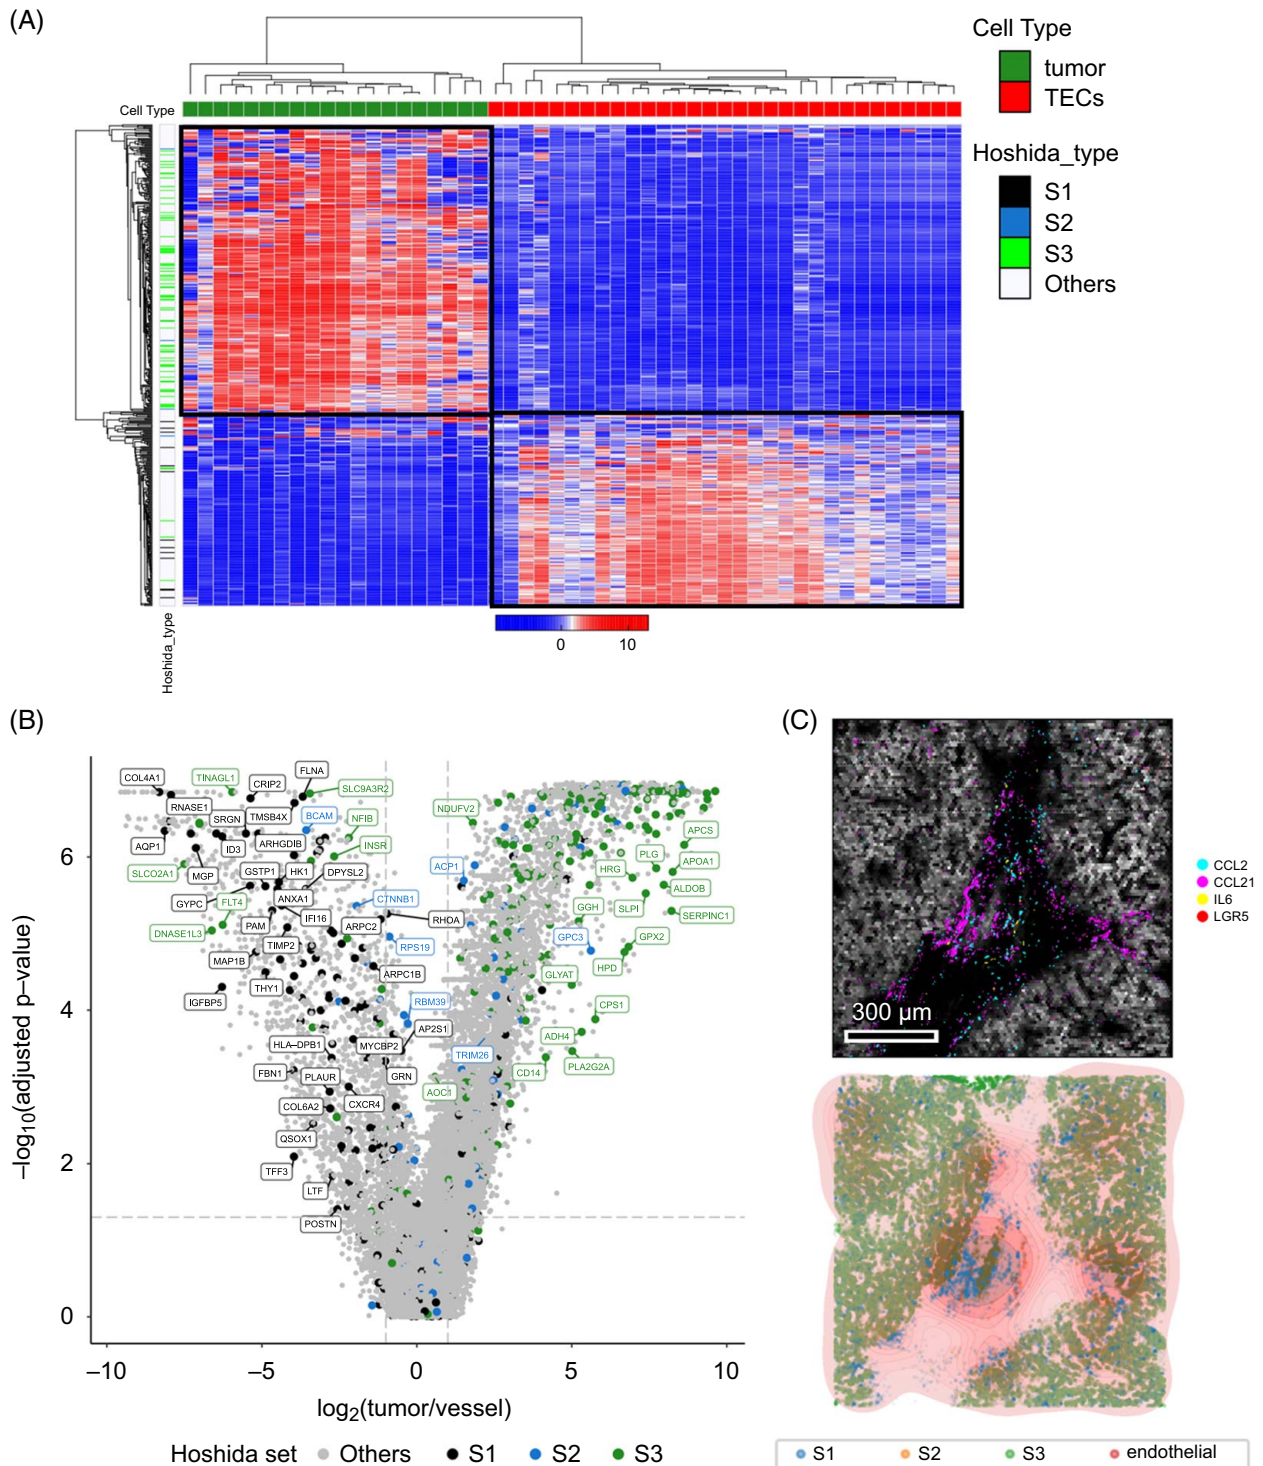 (A)
Cell Type
tumor
TECs
Hoshida_type
S1
S2
S3
Others
Cell Type
Hoshida_type
0 10
(B)
COL4A1
TINAGL1
CRIP2
FLNA
SLC9A3R2
RNASE1
SRGN
TMSB4X
BCAM
NFIB
NDUFV2
AQP1
ID3
ARHGDIB
INSR
APCS
SLCO2A1
MGP
GSTP1
HK1
DPYSL2
ACP1
HRG
PLG
APOA1
GYPC
FLT4
ANXA1
CTNNB1
ALDOB
DNASE1L3
PAM
IFI16
ARPC2
RHOA
GGH
SLPI
SERPINC1
MAP1B
TIMP2
RPS19
GPC3
GPX2
HPD
IGFBP5
THY1
ARPC1B
GLYAT
RBM39
CPS1
HLA–DPB1
MYCBP2
AP2S1
TRIM26
ADH4
FBN1
PLAUR
GRN
CD14
PLA2G2A
COL6A2
CXCR4
AOC1
QSOX1
TFF3
LTF
POSTN
6
4
2
0
–log10(adjusted p–value)
–10 –5 0 5 10
log2(tumor/vessel)
Hoshida set Others S1 S2 S3
(C)
CCL2
CCL21
IL6
LGR5
300 µm
S1 S2 S3 endothelial